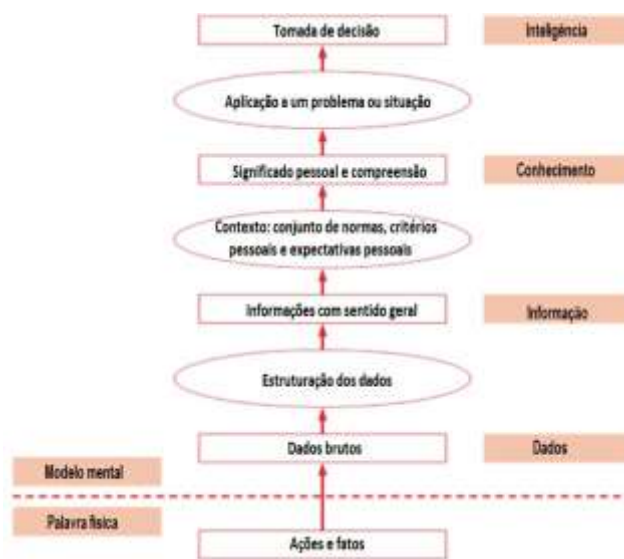 Tomada de decisão
Inteligência
Aplicação a um problema ou situação
Significado pessoal e compreensão
Conhecimento
Contexto: conjunto de normas, critérios
pessoais e expectativas pessoais
Informações com sentido geral
Informação
Estruturação dos dados
Dados brutos
Dados
Modelo mental
Palavra física
Ações e fatos